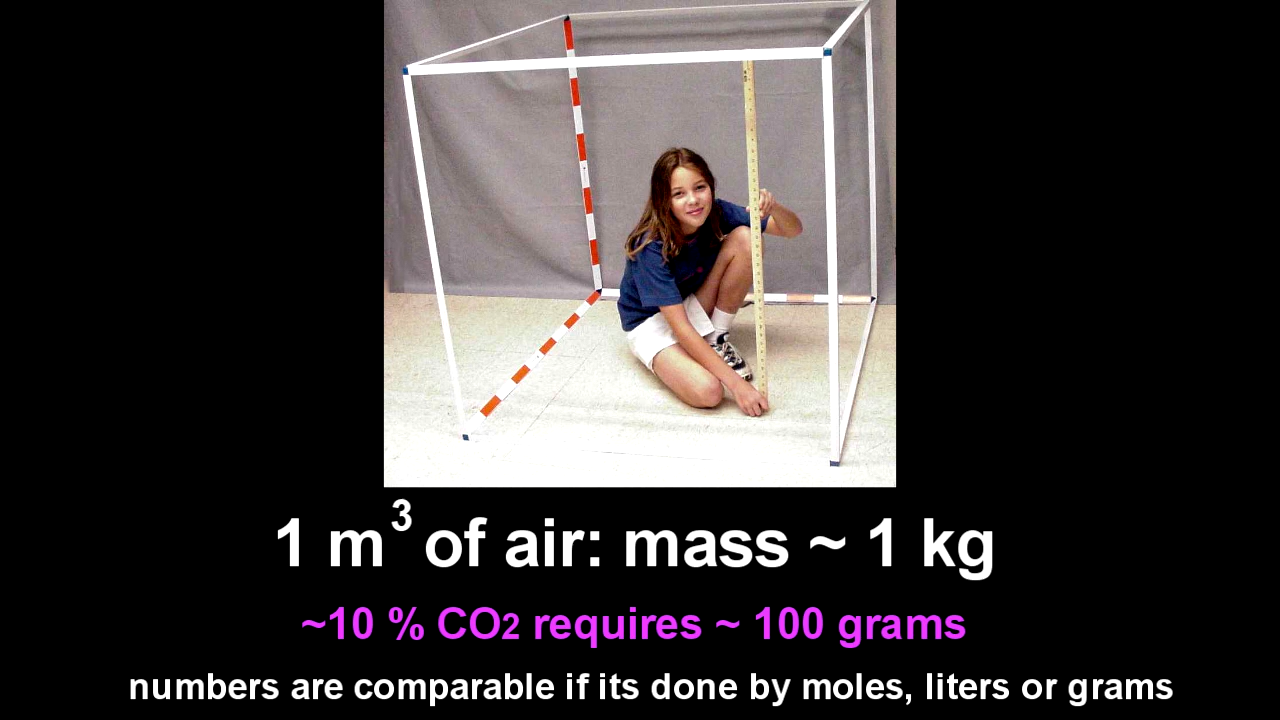 1 m³ of air: mass ~ 1 kg
~10 % CO2 requires ~ 100 grams
numbers are comparable if its done by moles, liters or grams